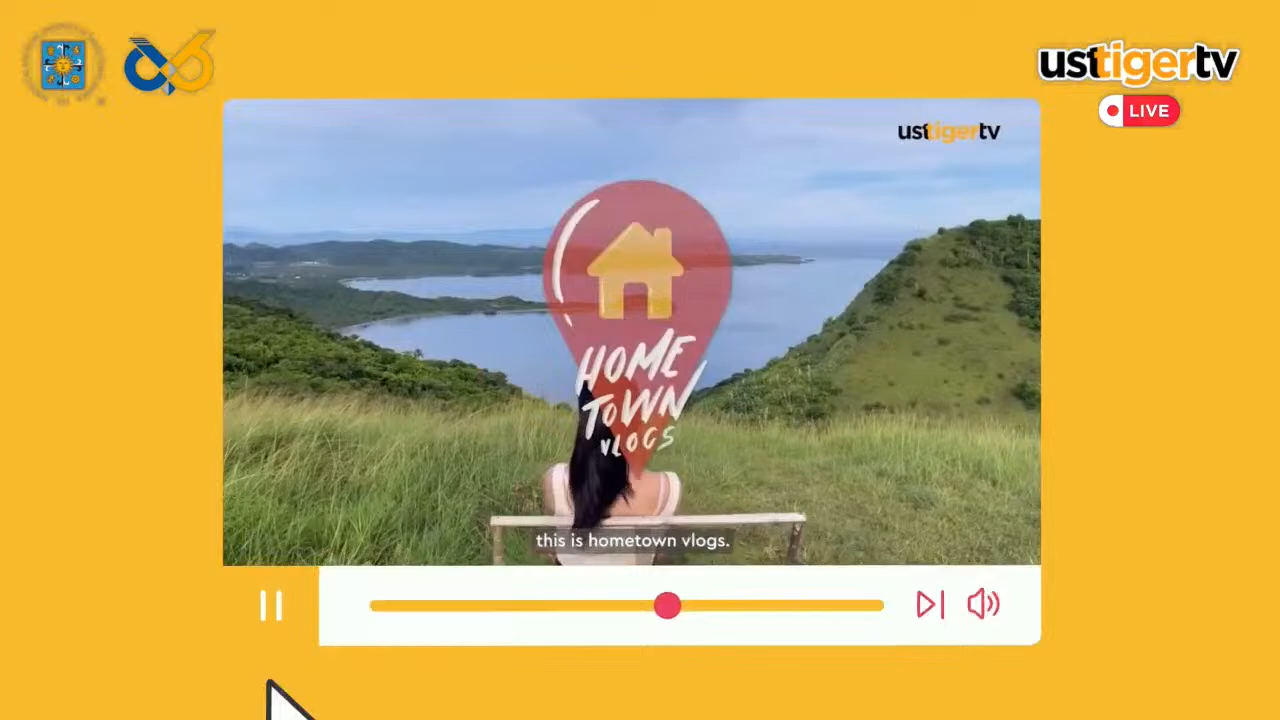 usttigertv
LIVE
usttigertv
HOME
TOWN
VLOGS
this is hometown vlogs.